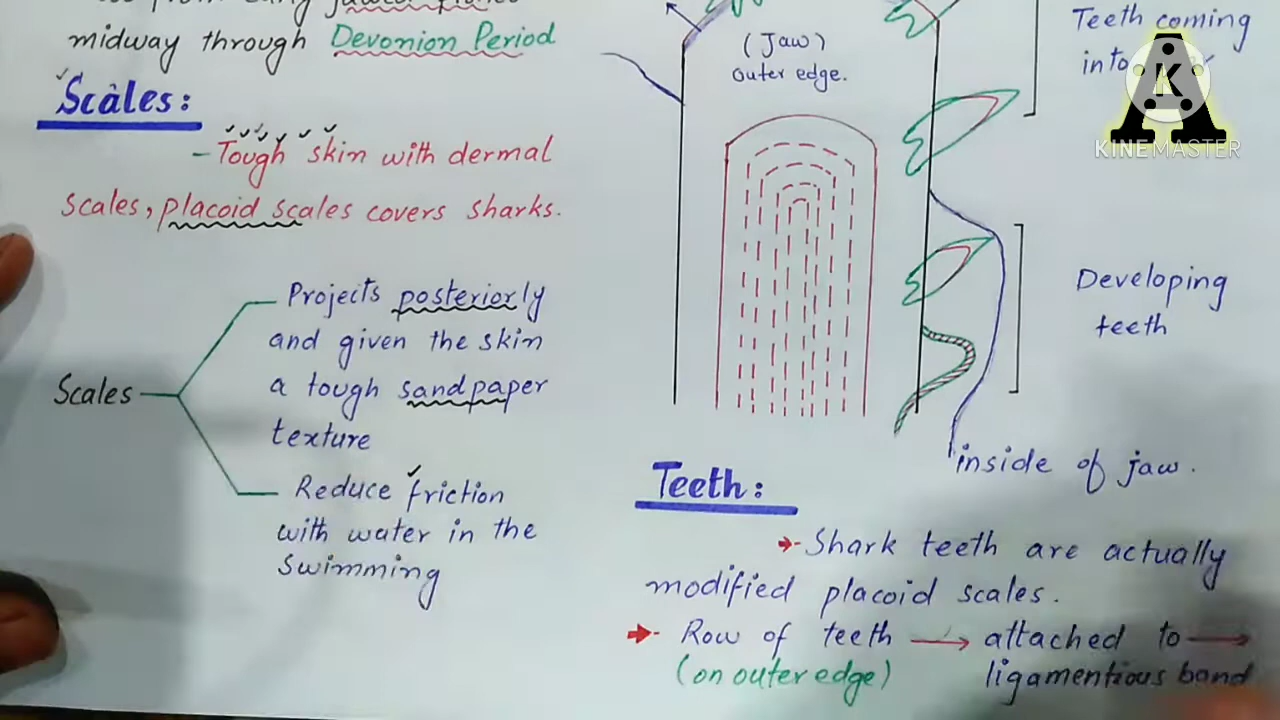 midway through Devonion Period
Scales:
- Tough skin with dermal
scales, placoid scales covers sharks.
Scales
Projects posteriorly
and given the skin
a tough sandpaper
texture
Reduce friction
with water in the
swimming
(Jaw)
outer edge.
Teeth coming
into
A
K
KINEMASTER
Developing
teeth
inside of jaw.
Teeth:
Shark teeth are actually
modified placoid scales.
Row of teeth → attached to →
(on outer edge) ligamentious band